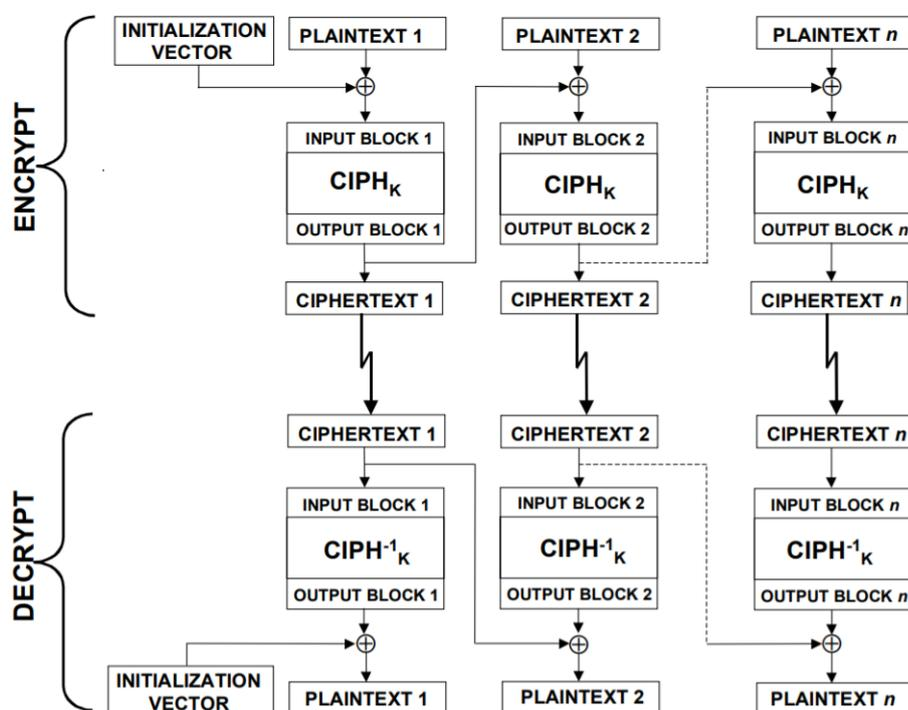 ENCRYPT
INITIALIZATION
VECTOR
PLAINTEXT 1
PLAINTEXT 2
PLAINTEXT n
INPUT BLOCK 1
INPUT BLOCK 2
INPUT BLOCK n
CIPHK
CIPHK
CIPHK
OUTPUT BLOCK 1
OUTPUT BLOCK 2
OUTPUT BLOCK n
CIPHERTEXT 1
CIPHERTEXT 2
CIPHERTEXT n
DECRYPT
CIPHERTEXT 1
CIPHERTEXT 2
CIPHERTEXT n
INPUT BLOCK 1
INPUT BLOCK 2
INPUT BLOCK n
CIPH-1K
CIPH-1K
CIPH-1K
OUTPUT BLOCK 1
OUTPUT BLOCK 2
OUTPUT BLOCK n
INITIALIZATION
VECTOR
PLAINTEXT 1
PLAINTEXT 2
PLAINTEXT n